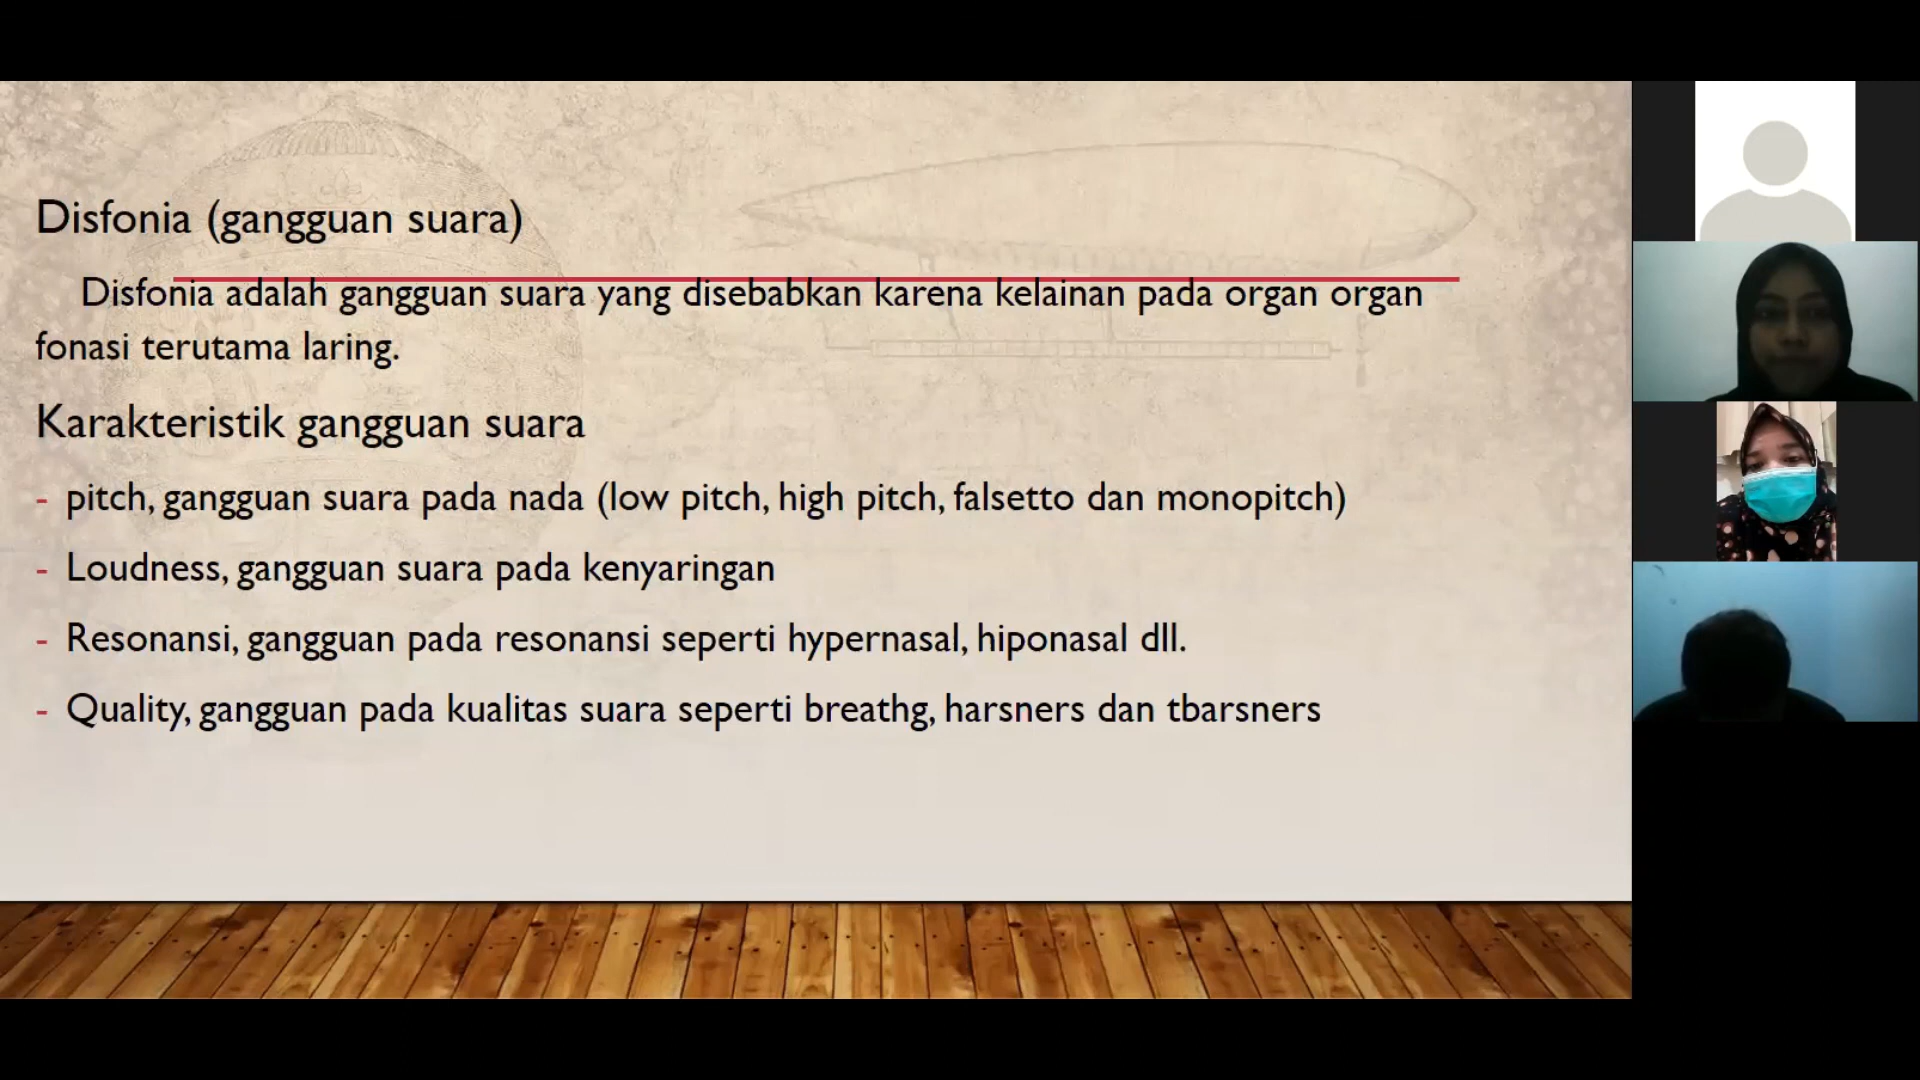 Disfonia (gangguan suara)
Disfonia adalah gangguan suara yang disebabkan karena kelainan pada organ organ
fonasi terutama laring.
Karakteristik gangguan suara
- pitch, gangguan suara pada nada (low pitch, high pitch, falsetto dan monopitch)
- Loudness, gangguan suara pada kenyaringan
- Resonansi, gangguan pada resonansi seperti hypernasal, hiponasal dll.
- Quality, gangguan pada kualitas suara seperti breathg, harsners dan tbarsners